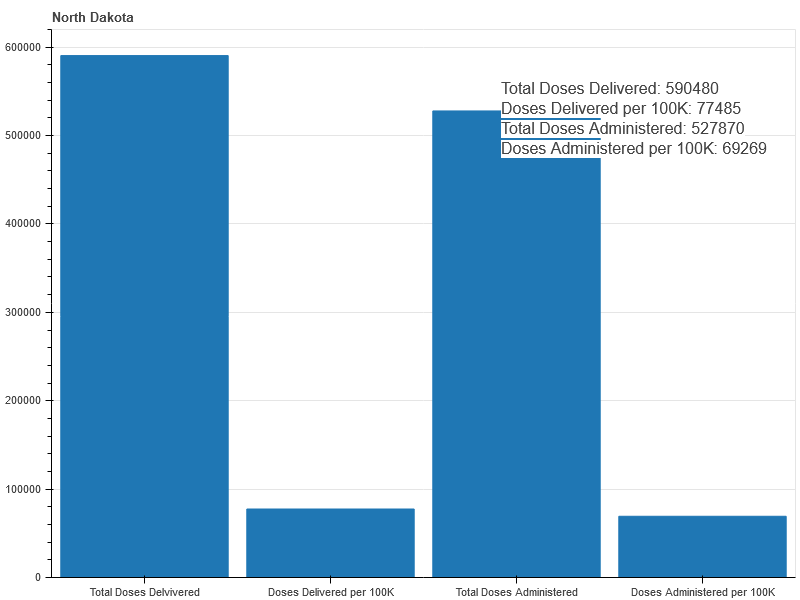 North Dakota
600000
500000
400000
300000
200000
100000
0
Total Doses Delivered: 590480
Doses Delivered per 100K: 77485
Total Doses Administered: 527870
Doses Administered per 100K: 69269
Total Doses Delvivered
Doses Delivered per 100K
Total Doses Administered
Doses Administered per 100K